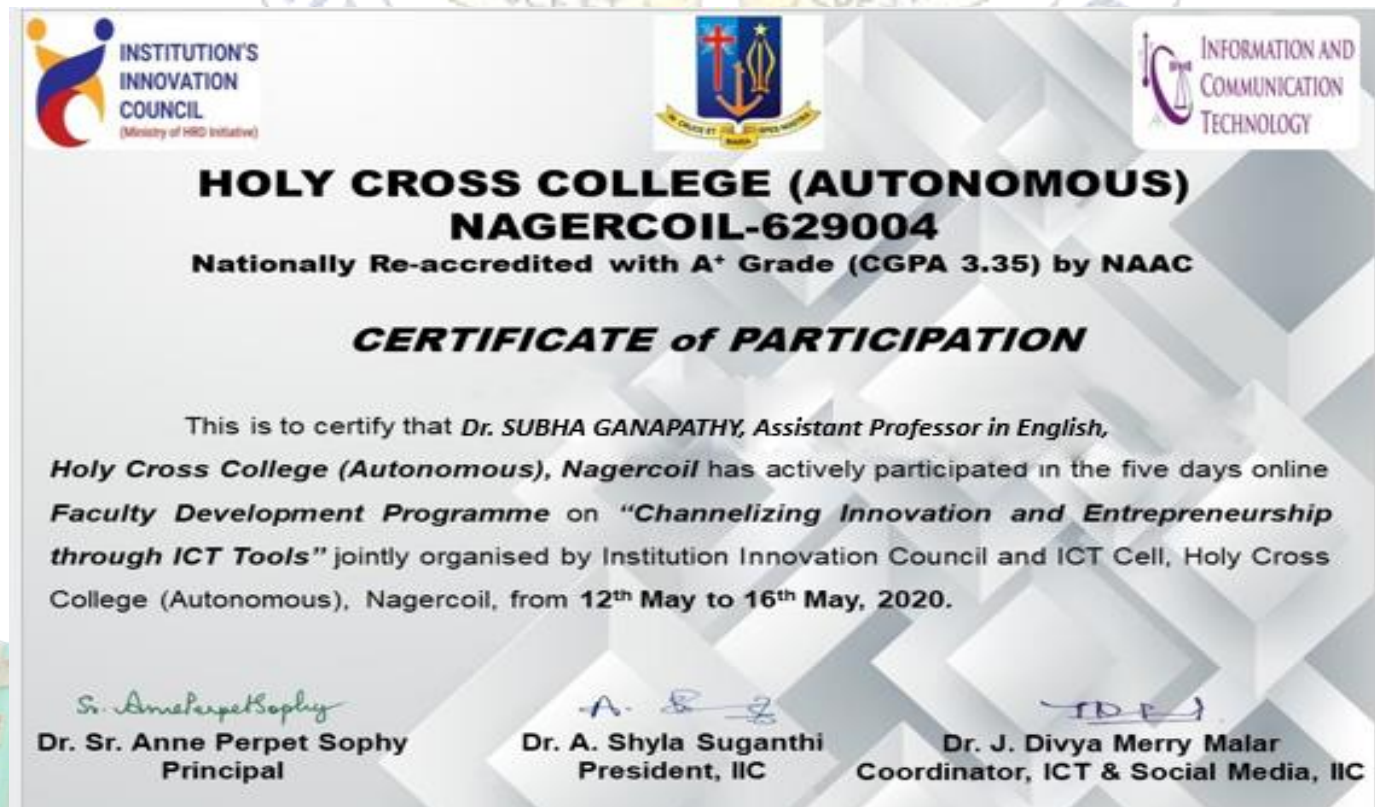 INSTITUTION'S
INNOVATION
COUNCIL
(Ministry of HRD Initiative)
INFORMATION AND
COMMUNICATION
TECHNOLOGY
HOLY CROSS COLLEGE (AUTONOMOUS)
NAGERCOIL-629004
Nationally Re-accredited with A⁺ Grade (CGPA 3.35) by NAAC
CERTIFICATE of PARTICIPATION
This is to certify that Dr. SUBHA GANAPATHY, Assistant Professor in English,
Holy Cross College (Autonomous), Nagercoil has actively participated in the five days online
Faculty Development Programme on “Channelizing Innovation and Entrepreneurship
through ICT Tools” jointly organised by Institution Innovation Council and ICT Cell, Holy Cross
College (Autonomous), Nagercoil, from 12ᵗʰ May to 16ᵗʰ May, 2020.
Sr. Anne Perpet Sophy
Dr. Sr. Anne Perpet Sophy
Principal
Dr. A. Shyla Suganthi
President, IIC
Dr. J. Divya Merry Malar
Coordinator, ICT & Social Media, IIC